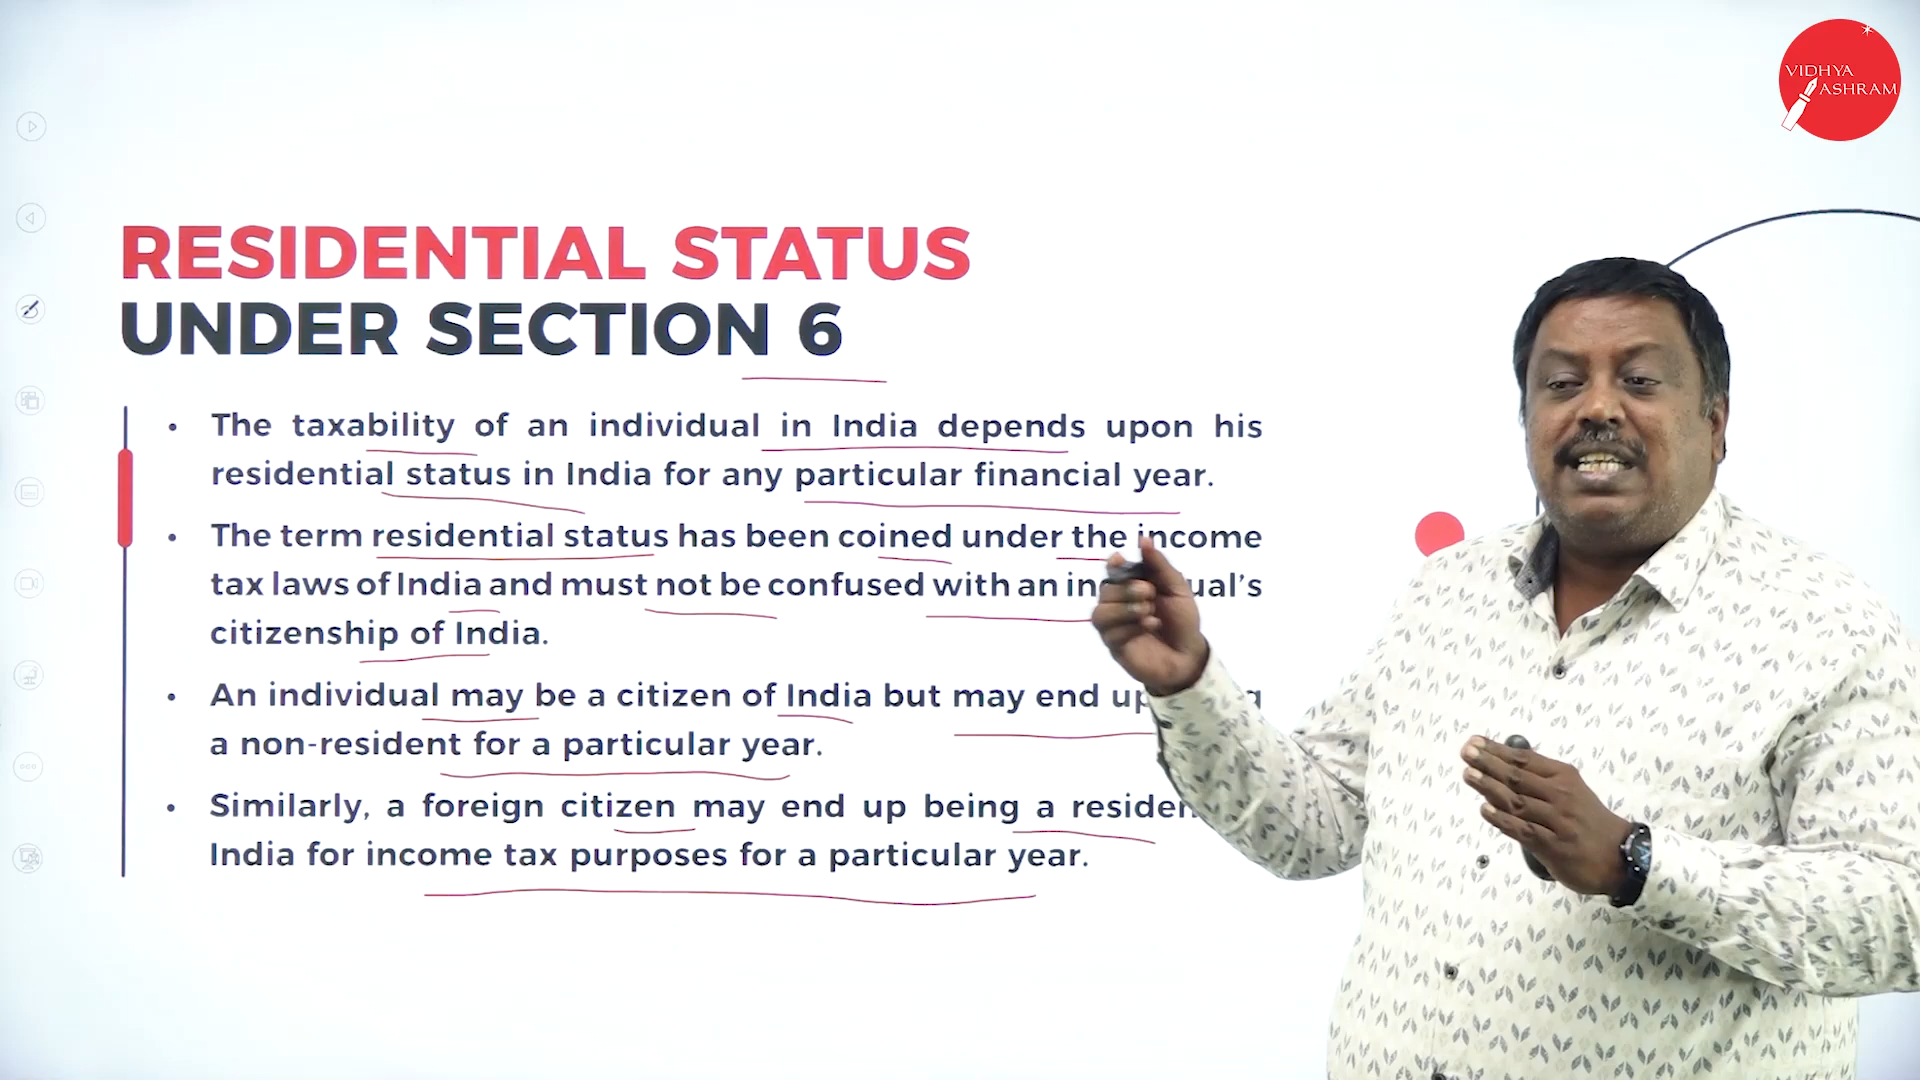 VIDHYA
ASHRAM
RESIDENTIAL STATUS
UNDER SECTION 6
• The taxability of an individual in India depends upon his
residential status in India for any particular financial year.
• The term residential status has been coined under the income
tax laws of India and must not be confused with an
citizenship of India.
• An individual may be a citizen of India but may end
a non-resident for a particular year.
• Similarly, a foreign citizen may end up being a
India for income tax purposes for a particular year.